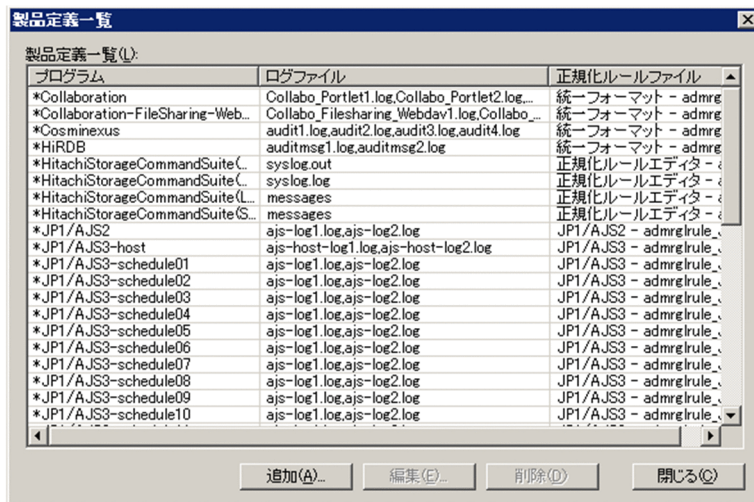 製品定義一覧
製品定義一覧(L):
プログラム ログファイル 正規化ルールファイル
*Collaboration Collabo_Portlet1.log,Collabo_Portlet2.log,... 統一フォーマット - admrg
*Collaboration-FileSharing-Web... Collabo_Filesharing_Webdav1.log,Collabo_... 統一フォーマット - admrg
*Cosminexus audit1.log,audit2.log,audit3.log,audit4.log 統一フォーマット - admrg
*HiRDB auditmsg1.log,auditmsg2.log 統一フォーマット - admrg
*HitachiStorageCommandSuite(... syslog.out 正規化ルールエディタ -
*HitachiStorageCommandSuite(... syslog.log 正規化ルールエディタ -
*HitachiStorageCommandSuite(L... messages 正規化ルールエディタ -
*HitachiStorageCommandSuite(S... messages 正規化ルールエディタ -
*JP1/AJS2 ajs-log1.log,ajs-log2.log JP1/AJS2 - admrglrule_
*JP1/AJS3-host ajs-host-log1.log,ajs-host-log2.log JP1/AJS3 - admrglrule_
*JP1/AJS3-schedule01 ajs-log1.log,ajs-log2.log JP1/AJS3 - admrglrule_
*JP1/AJS3-schedule02 ajs-log1.log,ajs-log2.log JP1/AJS3 - admrglrule_
*JP1/AJS3-schedule03 ajs-log1.log,ajs-log2.log JP1/AJS3 - admrglrule_
*JP1/AJS3-schedule04 ajs-log1.log,ajs-log2.log JP1/AJS3 - admrglrule_
*JP1/AJS3-schedule05 ajs-log1.log,ajs-log2.log JP1/AJS3 - admrglrule_
*JP1/AJS3-schedule06 ajs-log1.log,ajs-log2.log JP1/AJS3 - admrglrule_
*JP1/AJS3-schedule07 ajs-log1.log,ajs-log2.log JP1/AJS3 - admrglrule_
*JP1/AJS3-schedule08 ajs-log1.log,ajs-log2.log JP1/AJS3 - admrglrule_
*JP1/AJS3-schedule09 ajs-log1.log,ajs-log2.log JP1/AJS3 - admrglrule_
*JP1/AJS3-schedule10 ajs-log1.log,ajs-log2.log JP1/AJS3 - admrglrule_
追加(A)... 編集(E)... 削除(D) 閉じる(C)